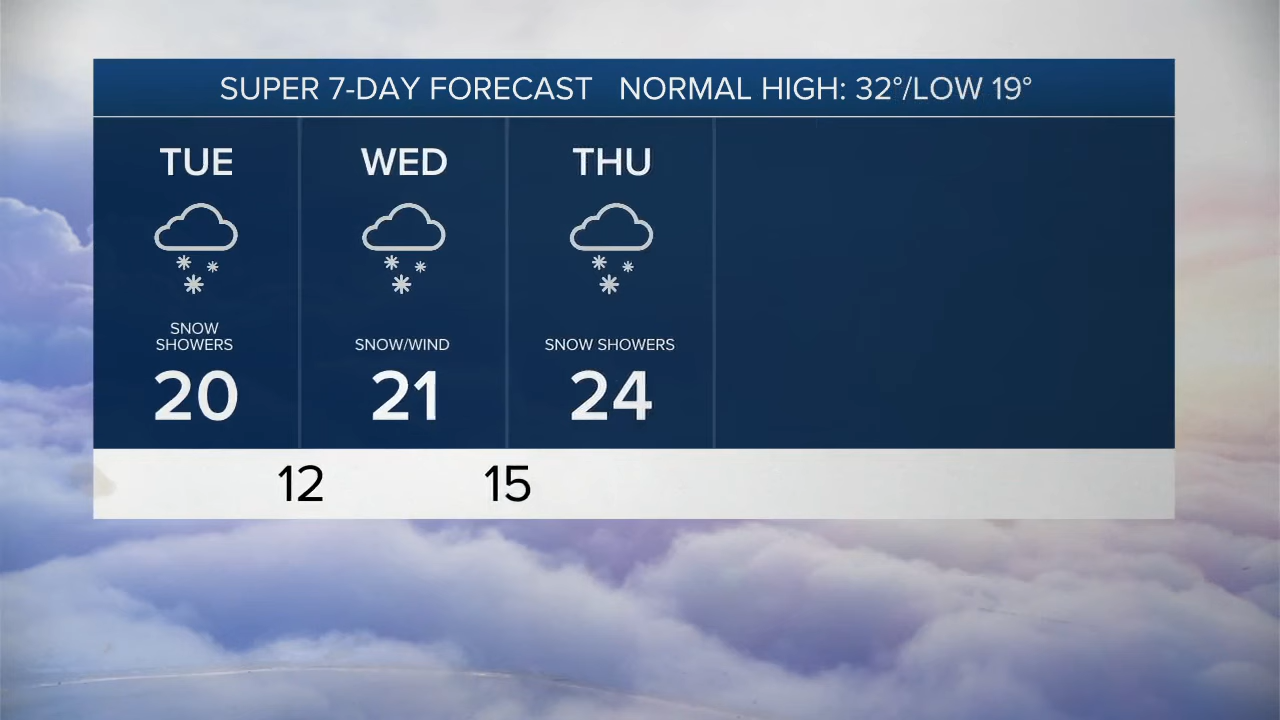 SUPER 7-DAY FORECAST NORMAL HIGH: 32°/LOW 19°
TUE
SNOW
SHOWERS
20
WED
SNOW/WIND
21
THU
SNOW SHOWERS
24
12
15